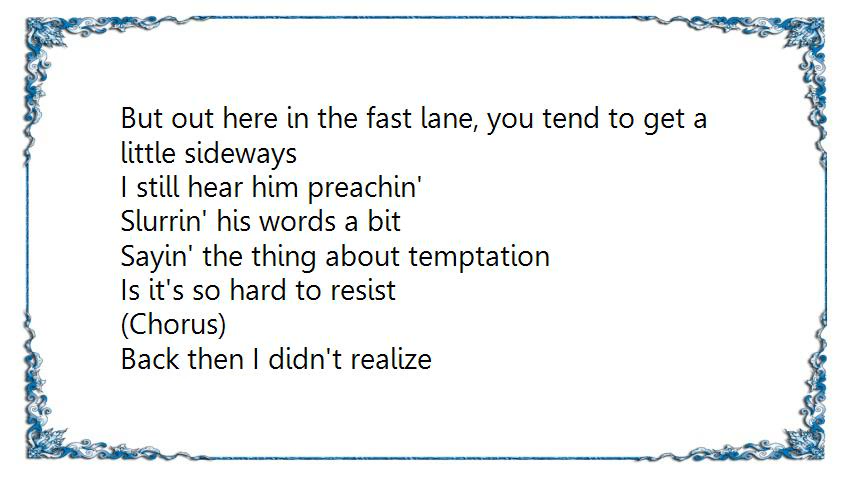 But out here in the fast lane, you tend to get a
little sideways
I still hear him preachin'
Slurrin' his words a bit
Sayin' the thing about temptation
Is it's so hard to resist
(Chorus)
Back then I didn't realize